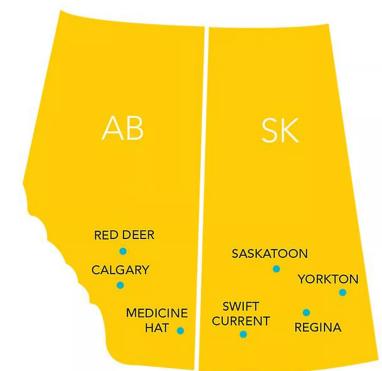 AB
SK
RED DEER
CALGARY
MEDICINE
HAT
SASKATOON
YORKTON
SWIFT
CURRENT
REGINA